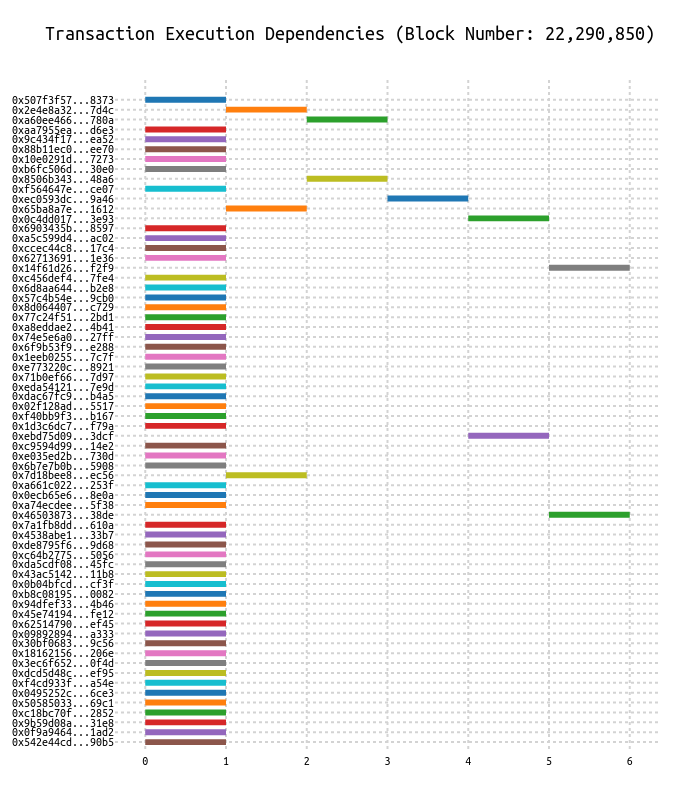 Transaction Execution Dependencies (Block Number: 22,290,850)
0x507f3f57...8373
0x2e4e8a32...7d4c
0xa60ee466...780a
0xaa7955ea...d6e3
0x9c434f17...ea52
0x88b11ec0...ee70
0x10e0291d...7273
0xb6fc506d...30e0
0x8506b343...48a6
0xf564647e...ce07
0xec0593dc...9a46
0x65ba8a7e...1612
0x0c4dd017...3e93
0x6903435b...8597
0xa5c599d4...ac02
0xccec44c8...17c4
0x62713691...1e36
0x14f61d26...f2f9
0xc456def4...7fe4
0x6d8aa644...b2e8
0x57c4b54e...9cb0
0x8d064407...c729
0x77c24f51...2bd1
0xa8eddae2...4b41
0x74e5e6a0...27ff
0x6f9b53f9...e288
0x1eeb0255...7c7f
0xe773220c...8921
0x71b0ef66...7d97
0xeda54121...7e9d
0xdac67fc9...b4a5
0x02f128ad...5517
0xf40bb9f3...b167
0x1d3c6dc7...f79a
0xebd75d09...3dcf
0xc9594d99...14e2
0xe035ed2b...730d
0x6b7e7b0b...5908
0x7d18bee8...ec56
0xa661c022...253f
0x0ecb65e6...8e0a
0xa74ecdee...5f38
0x46503873...38de
0x7a1fb8dd...610a
0x4538abe1...33b7
0xde8795f6...9d68
0xc64b2775...5056
0xda5cdf08...45fc
0x43ac5142...11b8
0x0b04bfcd...cf3f
0xb8c08195...0082
0x94dfef33...4b46
0x45e74194...fe12
0x62514790...ef45
0x09892894...a333
0x30bf0683...9c56
0x18162156...206e
0x3ec6f652...0f4d
0xdcd5d48c...ef95
0xf4cd933f...a54e
0x0495252c...6ce3
0x50585033...69c1
0xc18bc70f...2852
0x9b59d08a...31e8
0x0f9a9464...1ad2
0x542e44cd...90b5
0 1 2 3 4 5 6